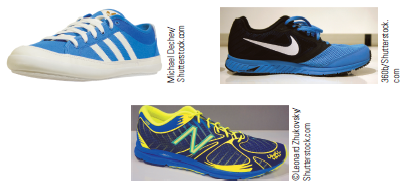 Michael Dechev/
Shutterstock.com
360b/Shutterstock.
com
©Leonard Zhukovsky/
Shutterstock.com
N